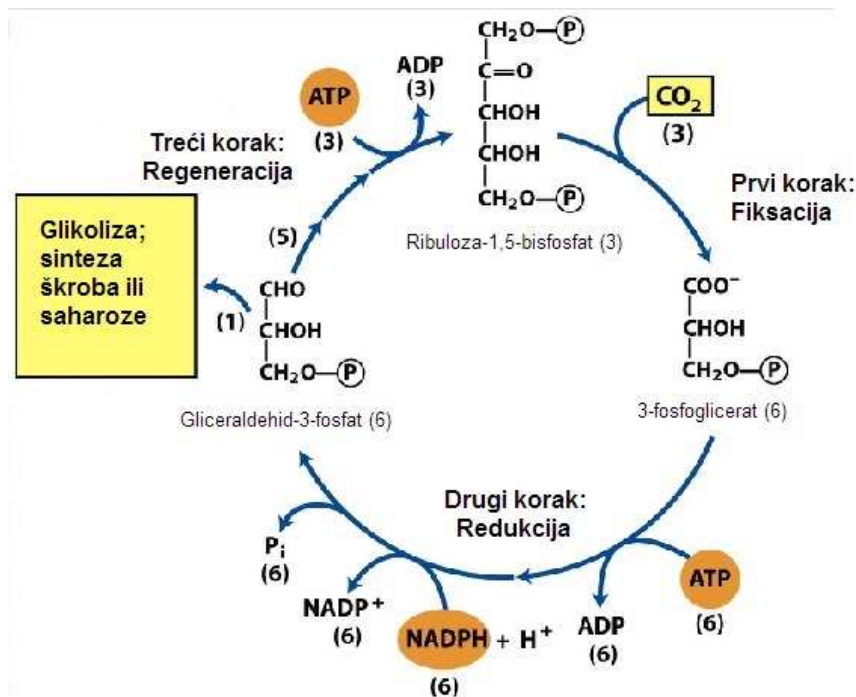 CH₂O—P
C=O
CHOH
CHOH
CH₂O—P
Ribuloza-1,5-bisfosfat (3)
CO₂
(3)
Prvi korak:
Fiksacija
COO⁻
CHOH
CH₂O—P
3-fosfoglicerat (6)
Drugi korak:
Redukcija
ATP
(6)
ADP
(6)
NADPH + H⁺
(6)
NADP⁺
(6)
Pᵢ
(6)
CHO
CHOH
CH₂O—P
Gliceraldehid-3-fosfat (6)
(1)
Glikoliza;
sinteza
škroba ili
saharoze
(5)
Treći korak:
Regeneracija
ATP
(3)
ADP
(3)